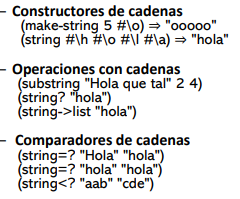 – Constructores de cadenas
(make-string 5 #\o) ⇒ "ooooo"
(string #\h #\o #\l #\a) ⇒ "hola"
– Operaciones con cadenas
(substring "Hola que tal" 2 4)
(string? "hola")
(string->list "hola")
– Comparadores de cadenas
(string=? "Hola" "hola")
(string=? "hola" "hola")
(string<? "aab" "cde")